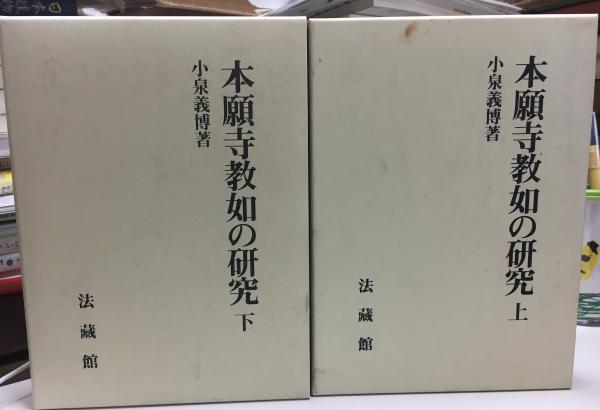 本願寺教如の研究 下
小泉義博著
法藏館
本願寺教如の研究 上
小泉義博著
法藏館